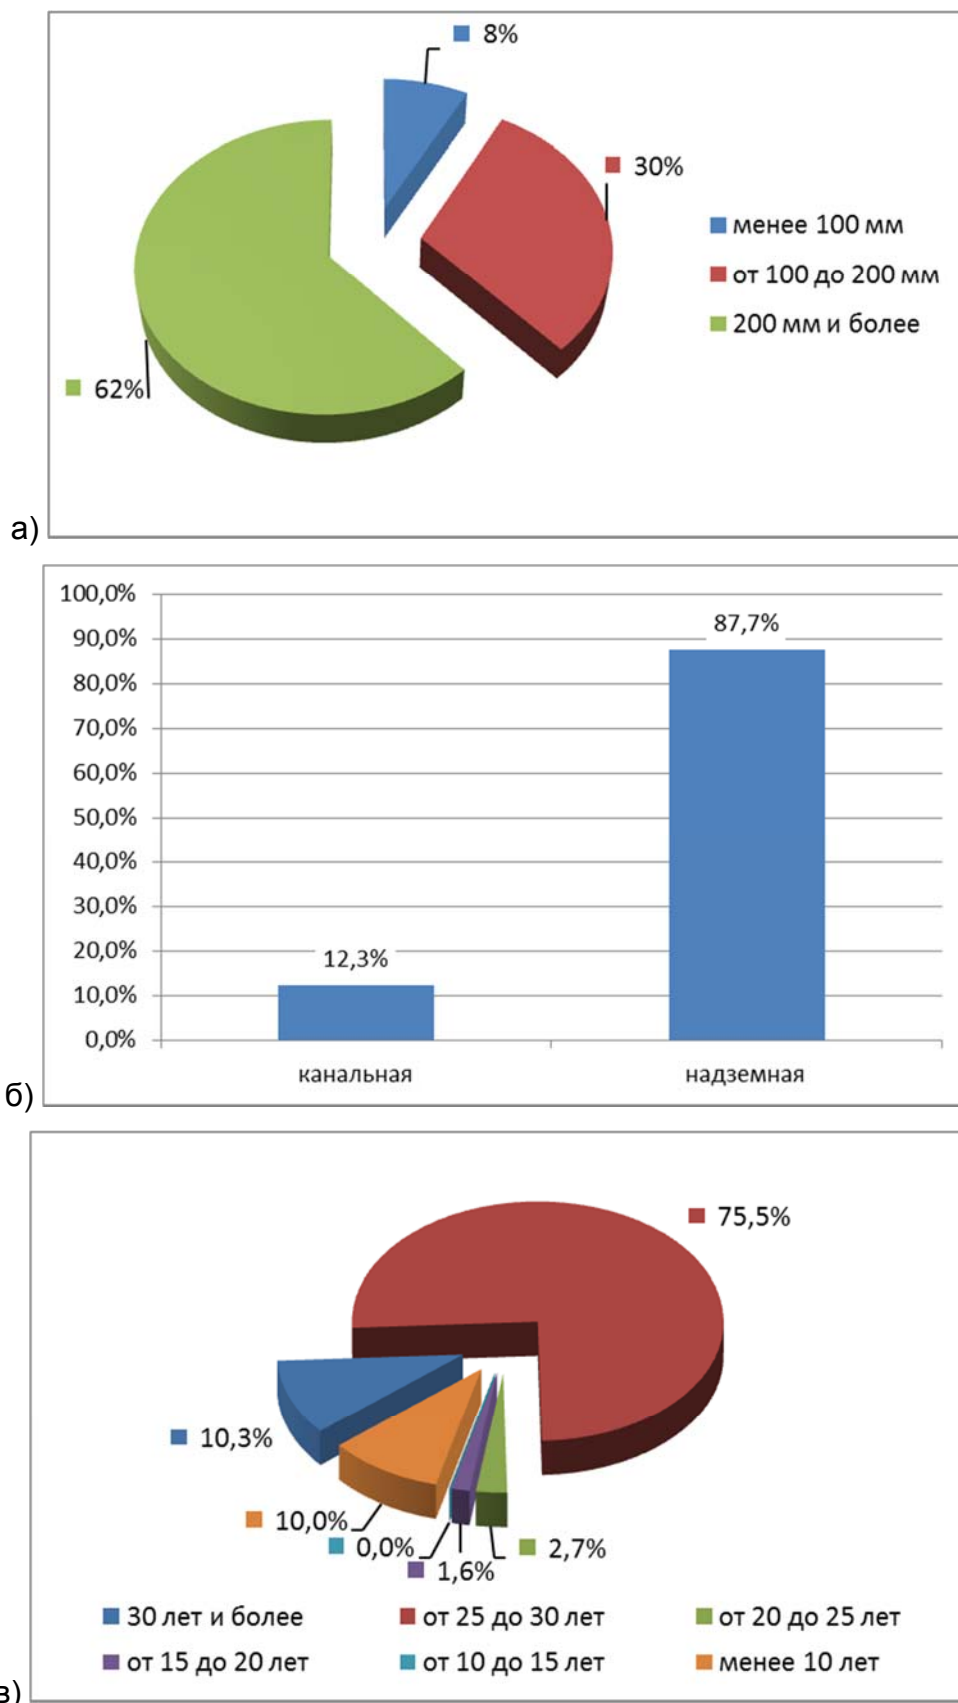 8%
30%
менее 100 мм
от 100 до 200 мм
200 мм и более
62%
а)
100,0%
90,0%
87,7%
80,0%
70,0%
60,0%
50,0%
40,0%
30,0%
20,0%
12,3%
10,0%
0,0%
канальная надземная
б)
75,5%
10,3%
10,0%
0,0%
2,7%
1,6%
30 лет и более от 25 до 30 лет от 20 до 25 лет
от 15 до 20 лет от 10 до 15 лет менее 10 лет
в)